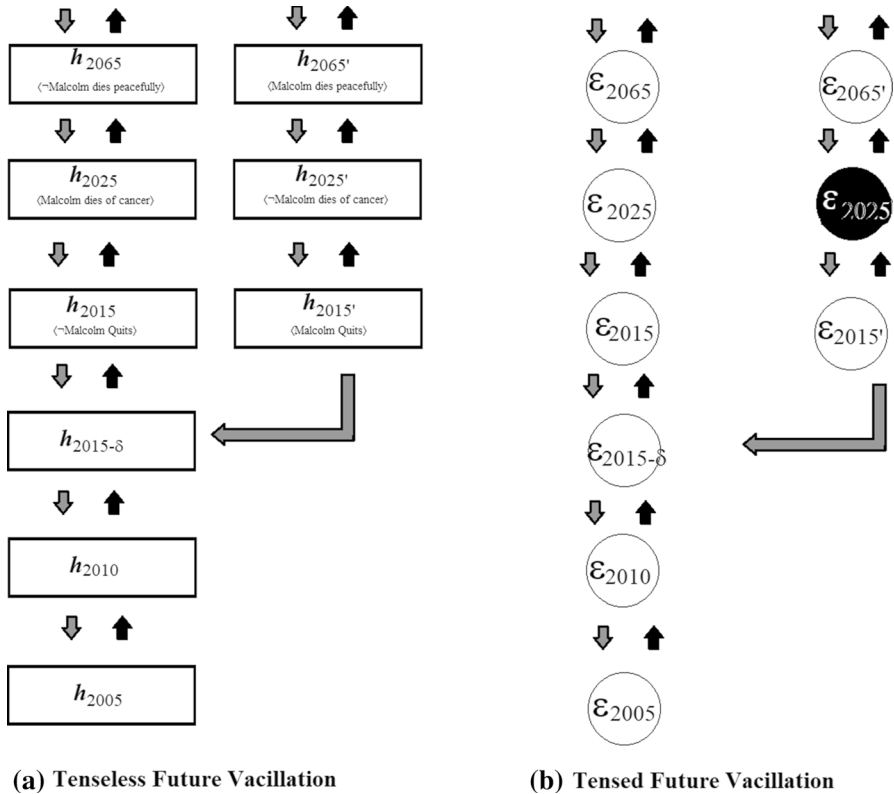 h2065
⟨¬Malcolm dies peacefully⟩
h2065'
⟨Malcolm dies peacefully⟩
h2025
⟨Malcolm dies of cancer⟩
h2025'
⟨¬Malcolm dies of cancer⟩
h2015
⟨¬Malcolm Quits⟩
h2015'
⟨Malcolm Quits⟩
h2015-δ
h2010
h2005
(a) Tenseless Future Vacillation
ε2065
ε2065'
ε2025
ε2025'
ε2015
ε2015'
ε2015-δ
ε2010
ε2005
(b) Tensed Future Vacillation